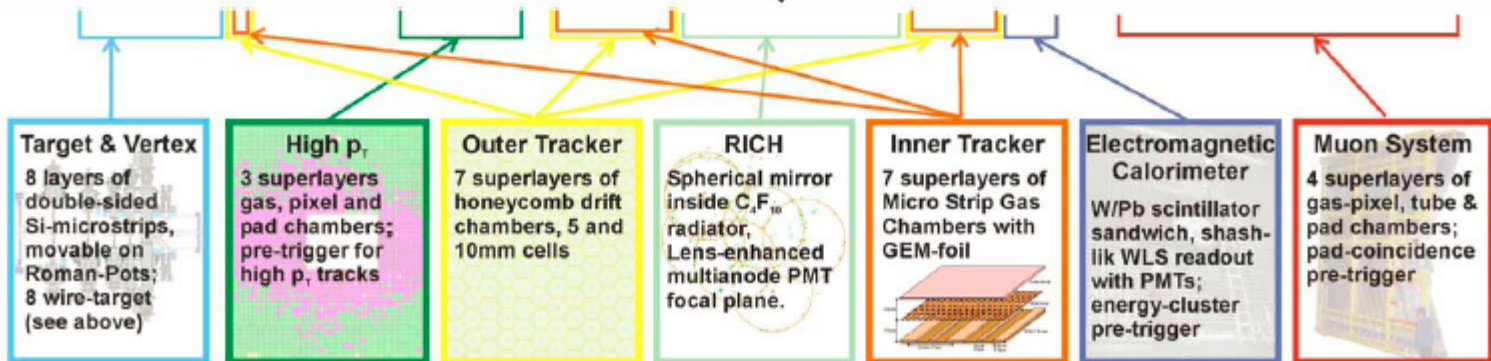 Target & Vertex
8 layers of
double-sided
Si-microstrips,
movable on
Roman-Pots;
8 wire-target
(see above)
High pT
3 superlayers
gas, pixel and
pad chambers;
pre-trigger for
high pT tracks
Outer Tracker
7 superlayers of
honeycomb drift
chambers, 5 and
10mm cells
RICH
Spherical mirror
inside C4F10
radiator,
Lens-enhanced
multianode PMT
focal plane.
Inner Tracker
7 superlayers of
Micro Strip Gas
Chambers with
GEM-foil
Electromagnetic
Calorimeter
W/Pb scintillator
sandwich, shash-
lik WLS readout
with PMTs;
energy-cluster
pre-trigger
Muon System
4 superlayers of
gas-pixel, tube &
pad chambers;
pad-coincidence
pre-trigger